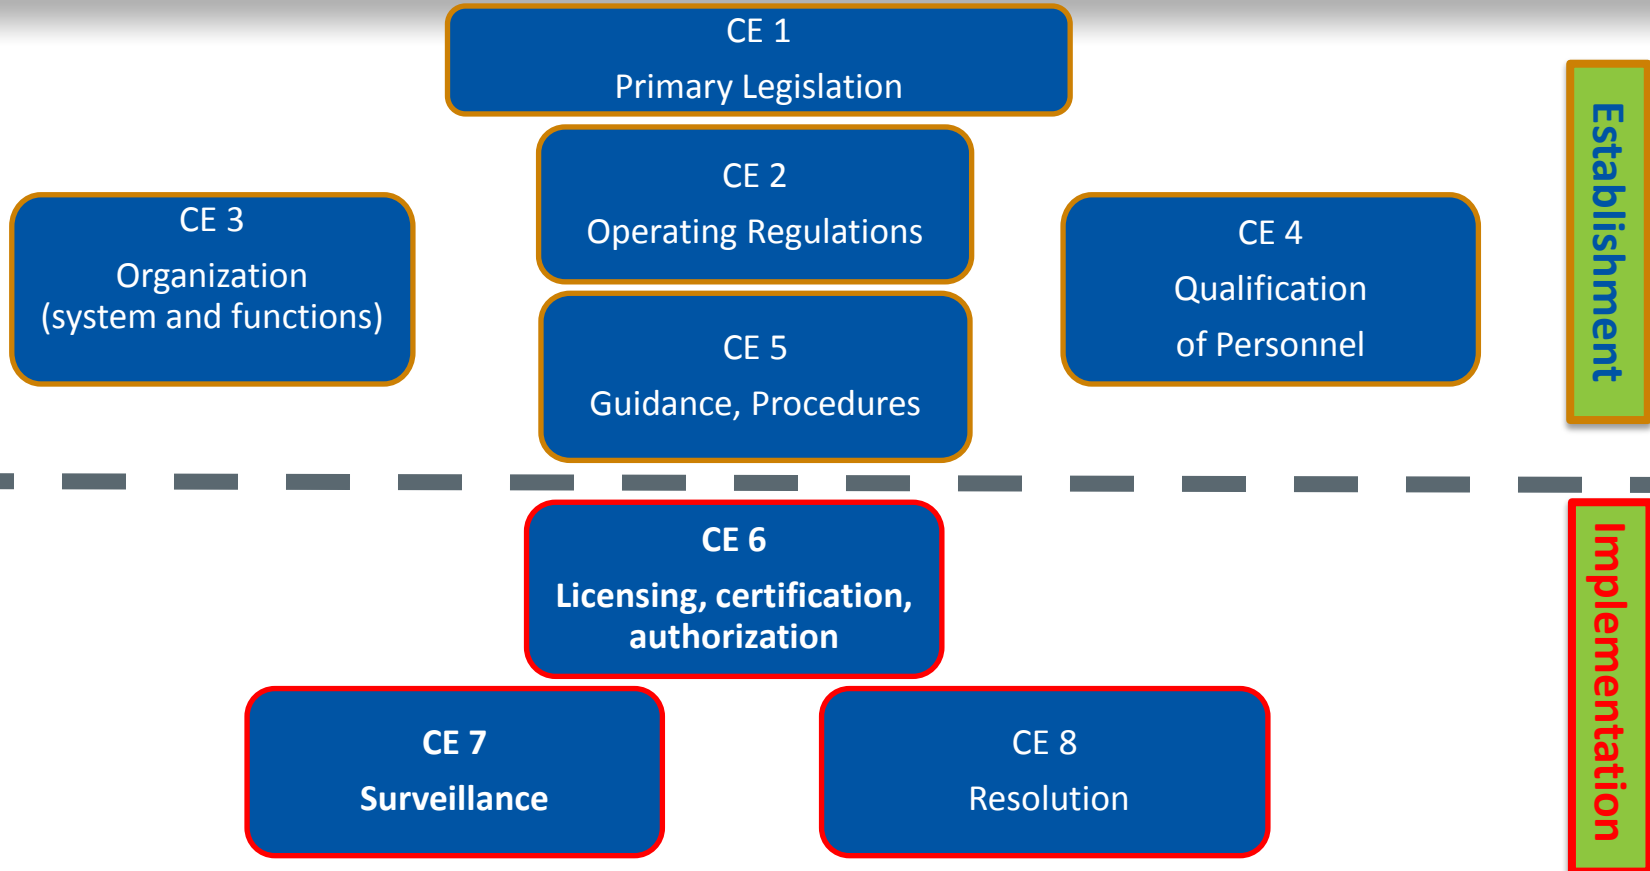 CE 1
Primary Legislation
CE 2
Operating Regulations
CE 3
Organization
(system and functions)
CE 4
Qualification
of Personnel
CE 5
Guidance, Procedures
Establishment
CE 6
Licensing, certification,
authorization
CE 7
Surveillance
CE 8
Resolution
Implementation